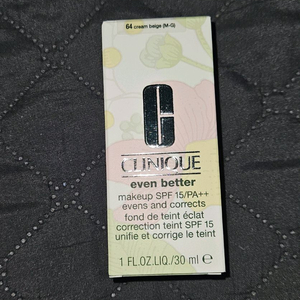 64 cream beige (M-G)
CLINIQUE
even better
makeup SPF 15/PA++
evens and corrects
fond de teint éclat
correction teint SPF 15
unifie et corrige le teint
1 FL.OZ.LIQ./30 ml ℮